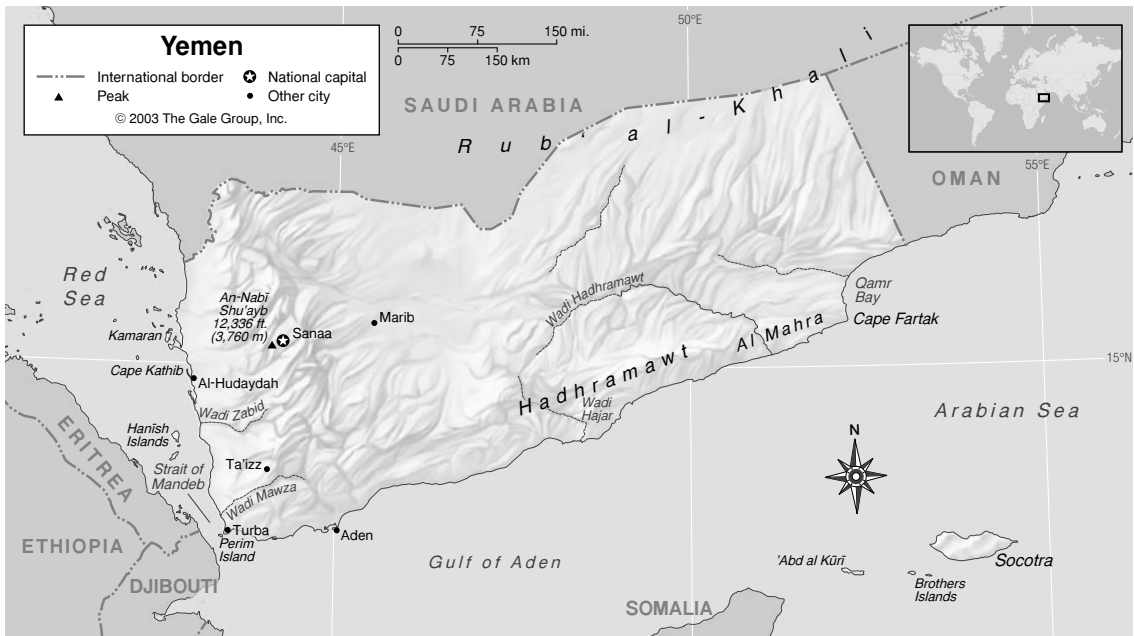 Yemen
International border
National capital
Peak
Other city
© 2003 The Gale Group, Inc.
0 75 150 mi.
0 75 150 km
50°E
45°E
55°E
15°N
SAUDI ARABIA
Rub' al-Khali
OMAN
Red
Sea
An-Nabī
Shu'ayb
12,336 ft.
(3,760 m)
Sanaa
Marib
Kamaran
Cape Kathib
Al-Hudaydah
Wadi Zabid
Wadi Hadhramawt
Qamr
Bay
Cape Fartak
Al Mahra
Hadhramawt
Wadi
Hajar
Arabian Sea
Hanīsh
Islands
ERITREA
Strait of
Mandeb
Ta'izz
Wadi Mawza
N
Turba
Perim
Island
Aden
ETHIOPIA
DJIBOUTI
Gulf of Aden
SOMALIA
'Abd al Kūrī
Brothers
Islands
Socotra